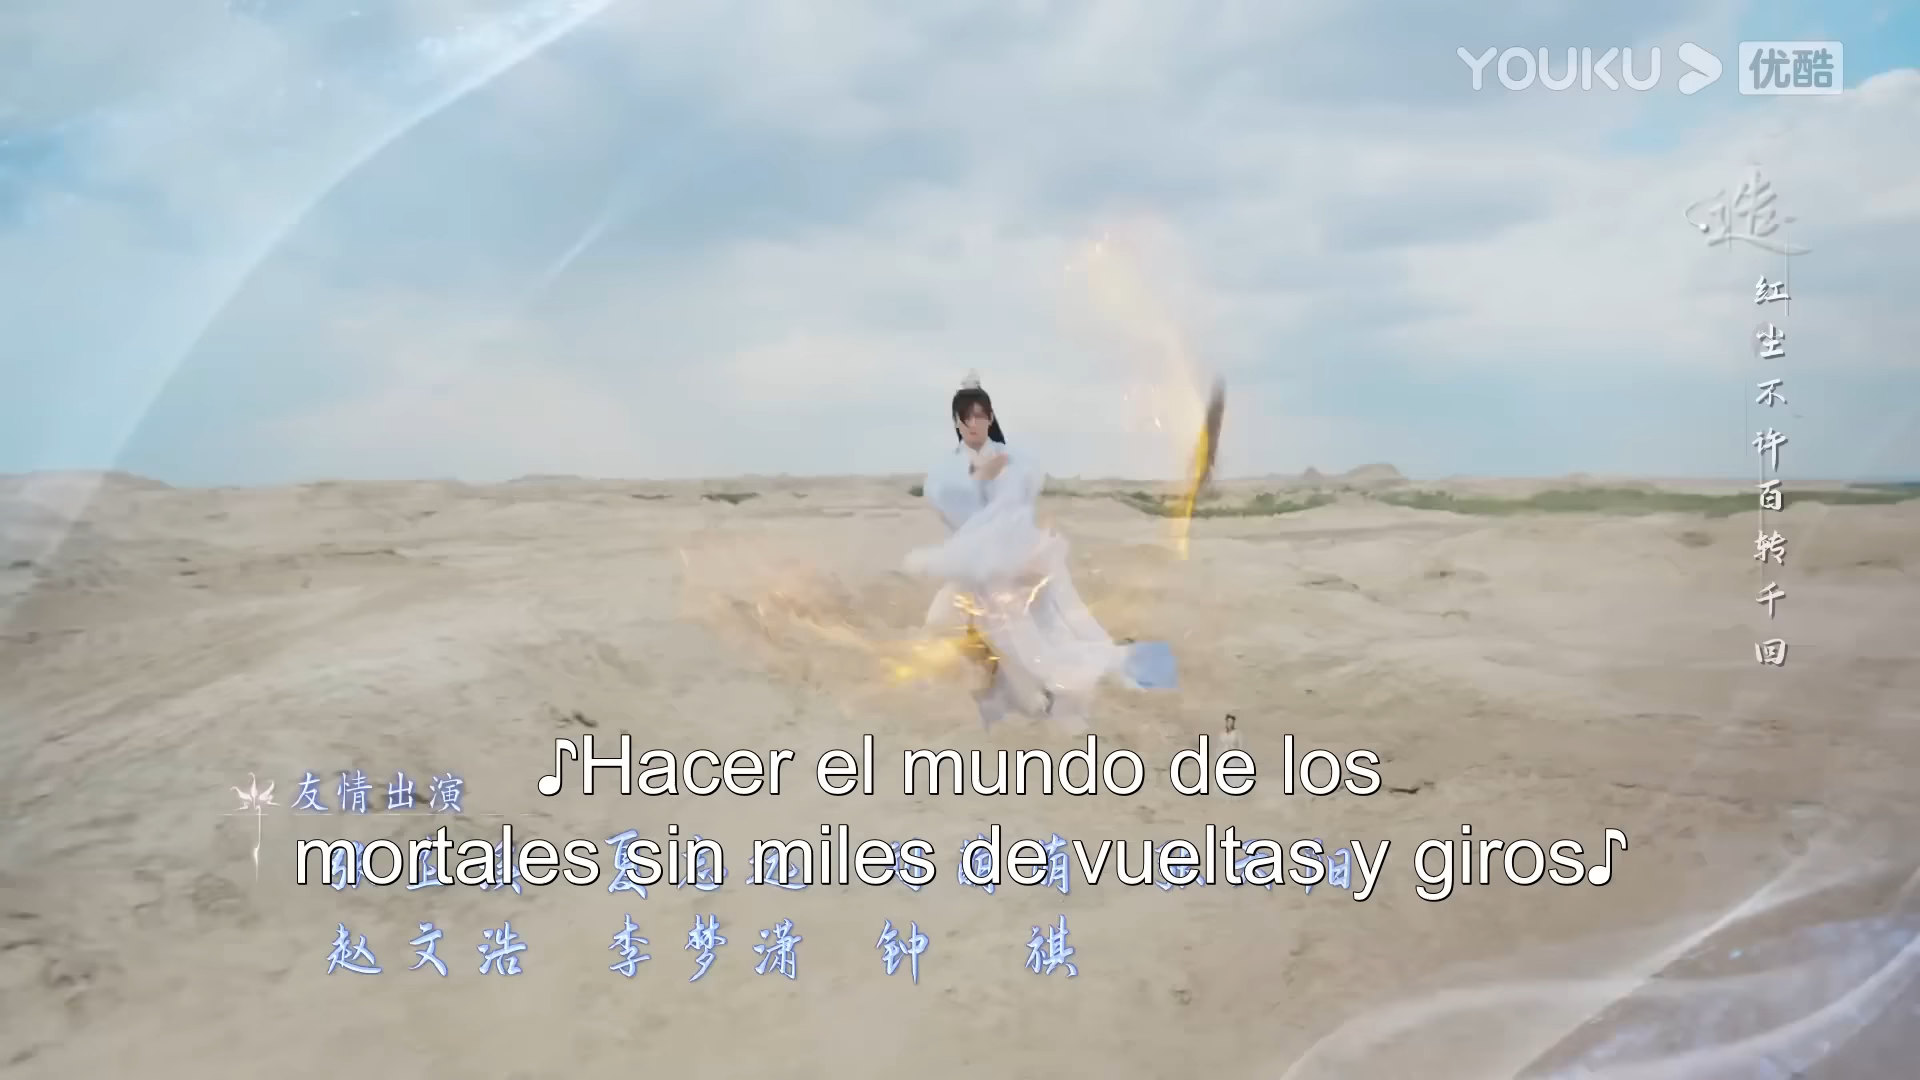 YOUKU 优酷
造
红尘不许百转千回
♪Hacer el mundo de los
mortales sin miles de vueltas y giros♪
友情出演
赵文浩 李梦潇 钟祺